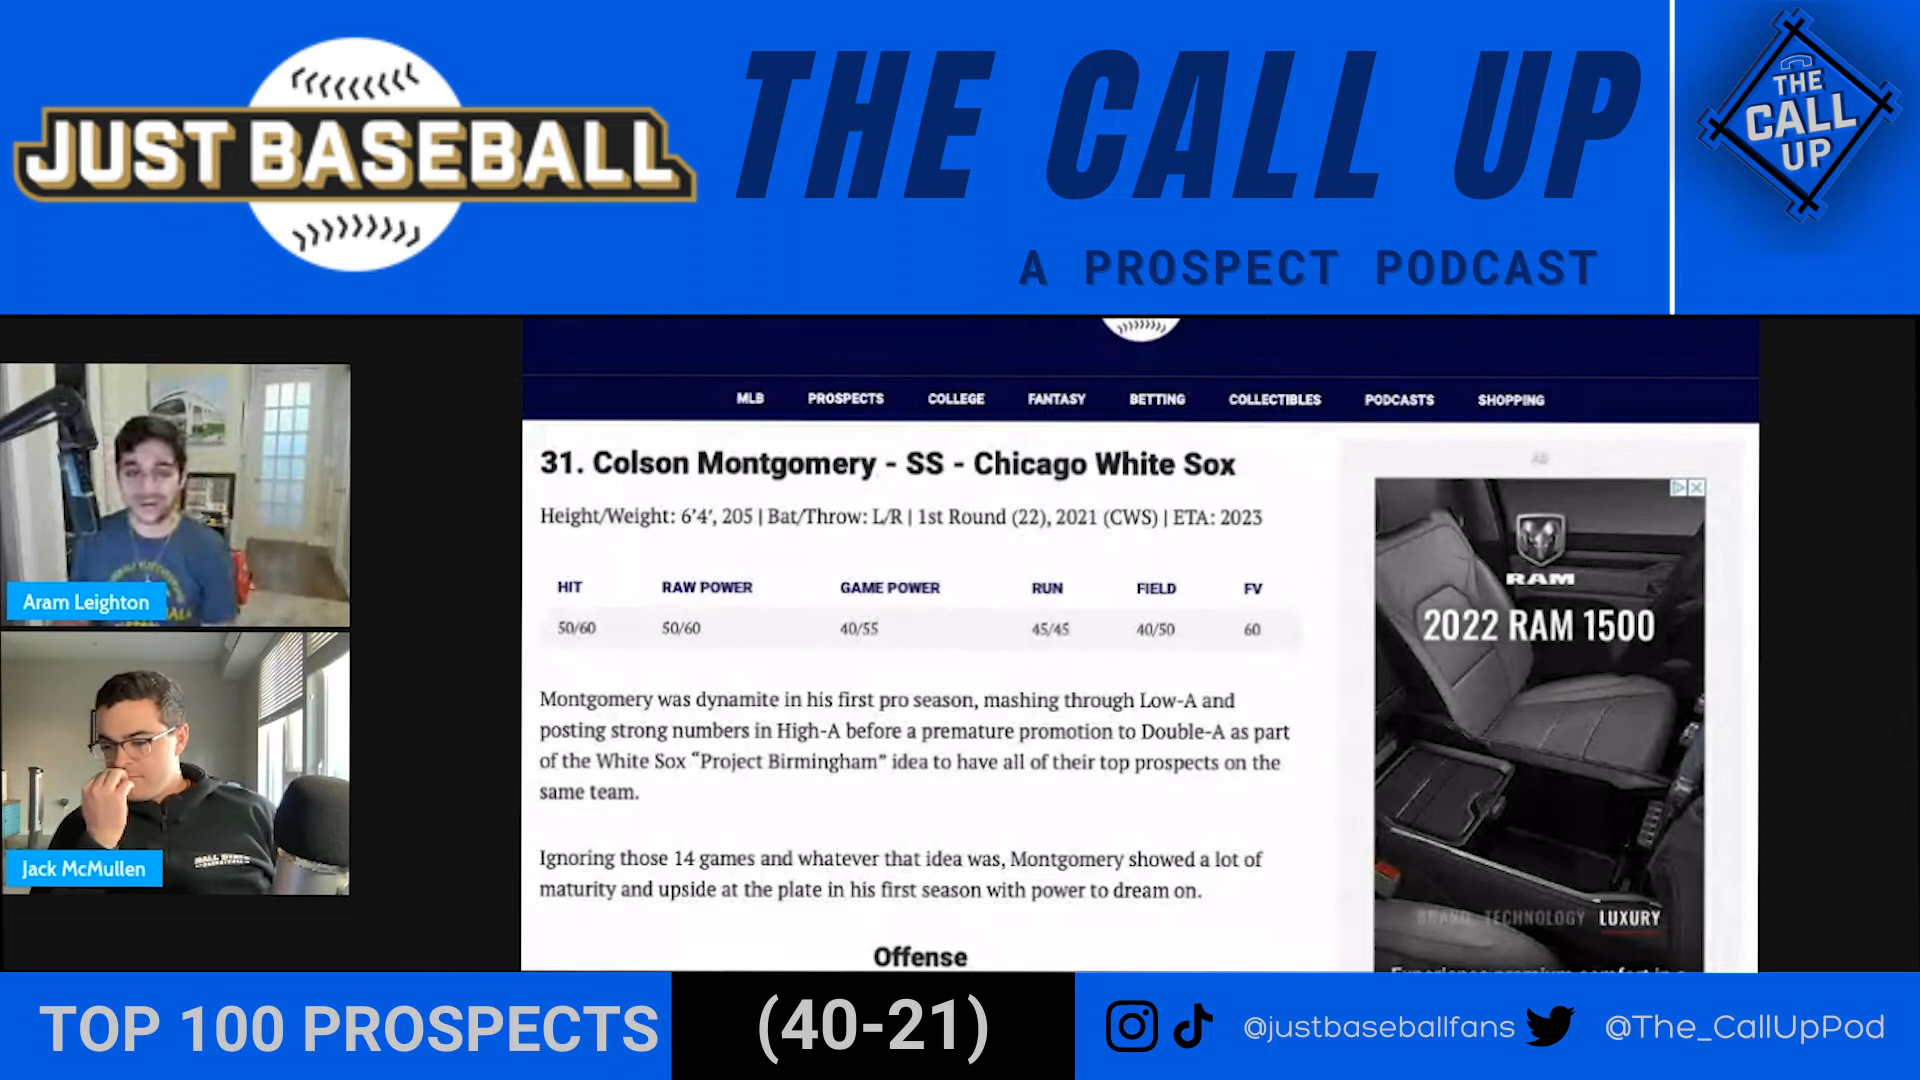 JUST BASEBALL
THE CALL UP
A PROSPECT PODCAST
THE
CALL
UP
MLB PROSPECTS COLLEGE FANTASY BETTING COLLECTIBLES PODCASTS SHOPPING
31. Colson Montgomery - SS - Chicago White Sox
Height/Weight: 6’4′, 205 | Bat/Throw: L/R | 1st Round (22), 2021 (CWS) | ETA: 2023
HIT RAW POWER GAME POWER RUN FIELD FV
50/60 50/60 40/55 45/45 40/50 60
Montgomery was dynamite in his first pro season, mashing through Low-A and
posting strong numbers in High-A before a premature promotion to Double-A as part
of the White Sox “Project Birmingham” idea to have all of their top prospects on the
same team.
Ignoring those 14 games and whatever that idea was, Montgomery showed a lot of
maturity and upside at the plate in his first season with power to dream on.
Offense
AD
RAM
2022 RAM 1500
TECHNOLOGY LUXURY
Aram Leighton
Jack McMullen
TOP 100 PROSPECTS
(40-21)
@justbaseballfans
@The_CallUpPod